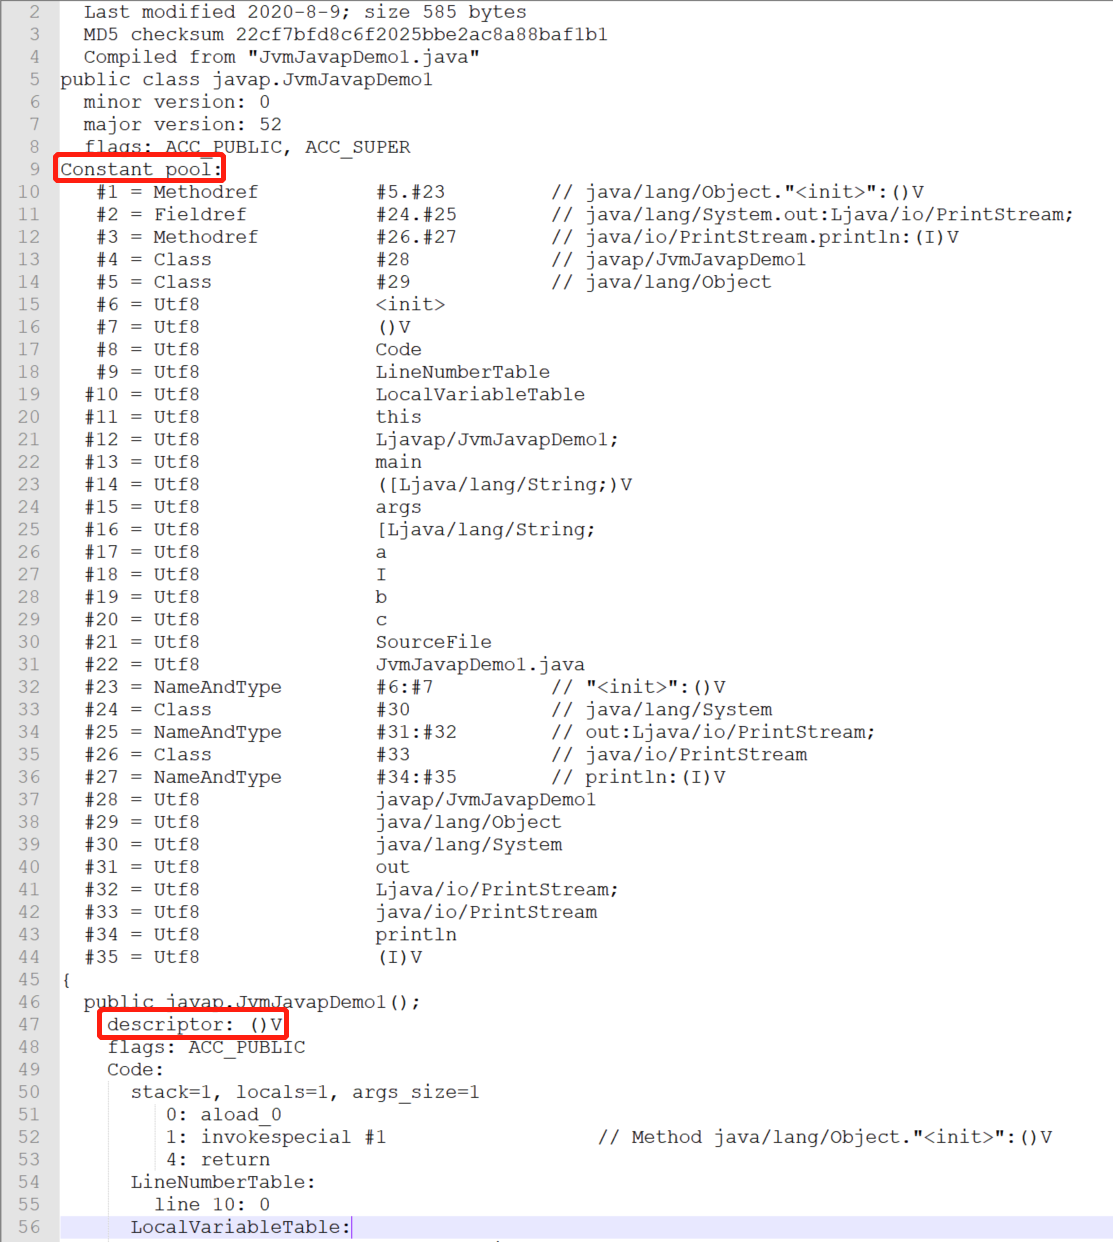 2 Last modified 2020-8-9; size 585 bytes
3 MD5 checksum 22cf7bfd8c6f2025bbe2ac8a88baf1b1
4 Compiled from "JvmJavapDemo1.java"
5 public class javap.JvmJavapDemo1
6 minor version: 0
7 major version: 52
8 flags: ACC_PUBLIC, ACC_SUPER
9 Constant pool:
10 #1 = Methodref #5.#23 // java/lang/Object."<init>":()V
11 #2 = Fieldref #24.#25 // java/lang/System.out:Ljava/io/PrintStream;
12 #3 = Methodref #26.#27 // java/io/PrintStream.println:(I)V
13 #4 = Class #28 // javap/JvmJavapDemo1
14 #5 = Class #29 // java/lang/Object
15 #6 = Utf8 <init>
16 #7 = Utf8 ()V
17 #8 = Utf8 Code
18 #9 = Utf8 LineNumberTable
19 #10 = Utf8 LocalVariableTable
20 #11 = Utf8 this
21 #12 = Utf8 Ljavap/JvmJavapDemo1;
22 #13 = Utf8 main
23 #14 = Utf8 ([Ljava/lang/String;)V
24 #15 = Utf8 args
25 #16 = Utf8 [Ljava/lang/String;
26 #17 = Utf8 a
27 #18 = Utf8 I
28 #19 = Utf8 b
29 #20 = Utf8 c
30 #21 = Utf8 SourceFile
31 #22 = Utf8 JvmJavapDemo1.java
32 #23 = NameAndType #6:#7 // "<init>":()V
33 #24 = Class #30 // java/lang/System
34 #25 = NameAndType #31:#32 // out:Ljava/io/PrintStream;
35 #26 = Class #33 // java/io/PrintStream
36 #27 = NameAndType #34:#35 // println:(I)V
37 #28 = Utf8 javap/JvmJavapDemo1
38 #29 = Utf8 java/lang/Object
39 #30 = Utf8 java/lang/System
40 #31 = Utf8 out
41 #32 = Utf8 Ljava/io/PrintStream;
42 #33 = Utf8 java/io/PrintStream
43 #34 = Utf8 println
44 #35 = Utf8 (I)V
45 {
46 public javap.JvmJavapDemo1();
47 descriptor: ()V
48 flags: ACC_PUBLIC
49 Code:
50 stack=1, locals=1, args_size=1
51 0: aload_0
52 1: invokespecial #1 // Method java/lang/Object."<init>":()V
53 4: return
54 LineNumberTable:
55 line 10: 0
56 LocalVariableTable: